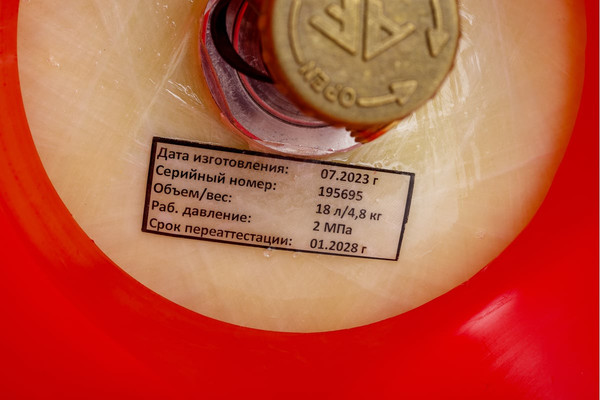 OPEN
Дата изготовления: 07.2023 г
Серийный номер: 195695
Объем/вес: 18 л/4,8 кг
Раб. давление: 2 МПа
Срок переаттестации: 01.2028 г